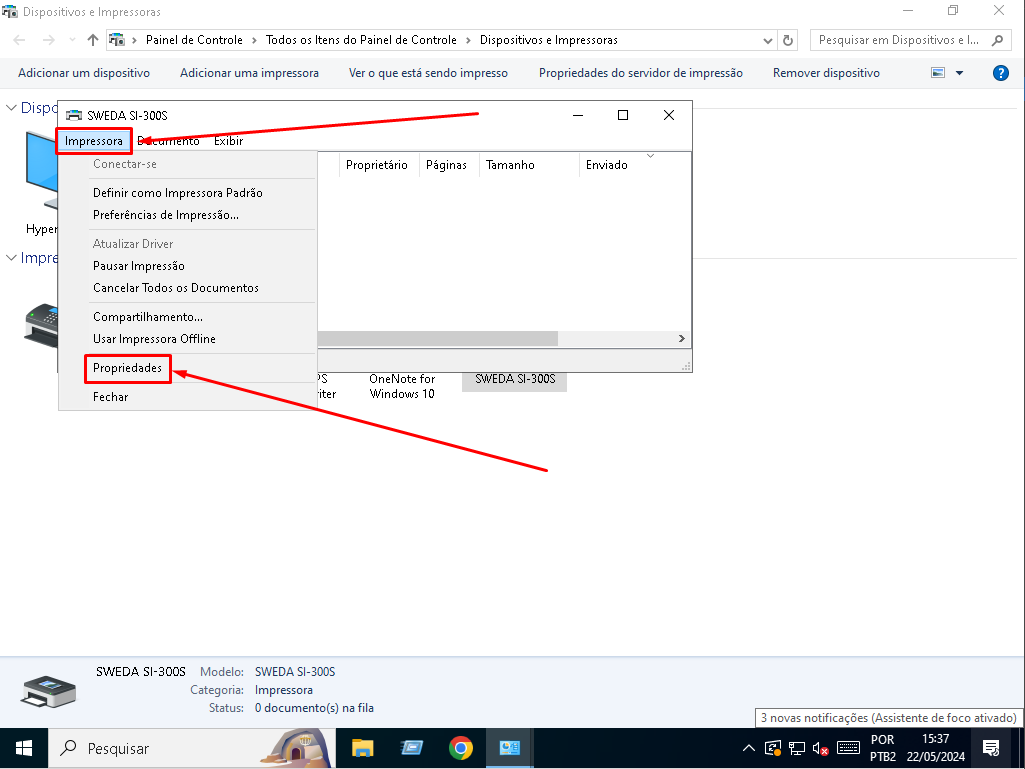 Dispositivos e Impressoras
Painel de Controle > Todos os Itens do Painel de Controle > Dispositivos e Impressoras
Pesquisar em Dispositivos e I...
Adicionar um dispositivo Adicionar uma impressora Ver o que está sendo impresso Propriedades do servidor de impressão Remover dispositivo ?
Dispo
SWEDA SI-300S
Impressora Documento Exibir
Proprietário Páginas Tamanho Enviado
Conectar-se
Definir como Impressora Padrão
Preferências de Impressão...
Hyper
Atualizar Driver
Impre
Pausar Impressão
Cancelar Todos os Documentos
Compartilhamento...
Usar Impressora Offline
Propriedades
Fechar
PS
iter
OneNote for
Windows 10
SWEDA SI-300S
SWEDA SI-300S
Modelo: SWEDA SI-300S
Categoria: Impressora
Status: 0 documento(s) na fila
3 novas notificações (Assistente de foco ativado)
Pesquisar
POR
PTB2
15:37
22/05/2024